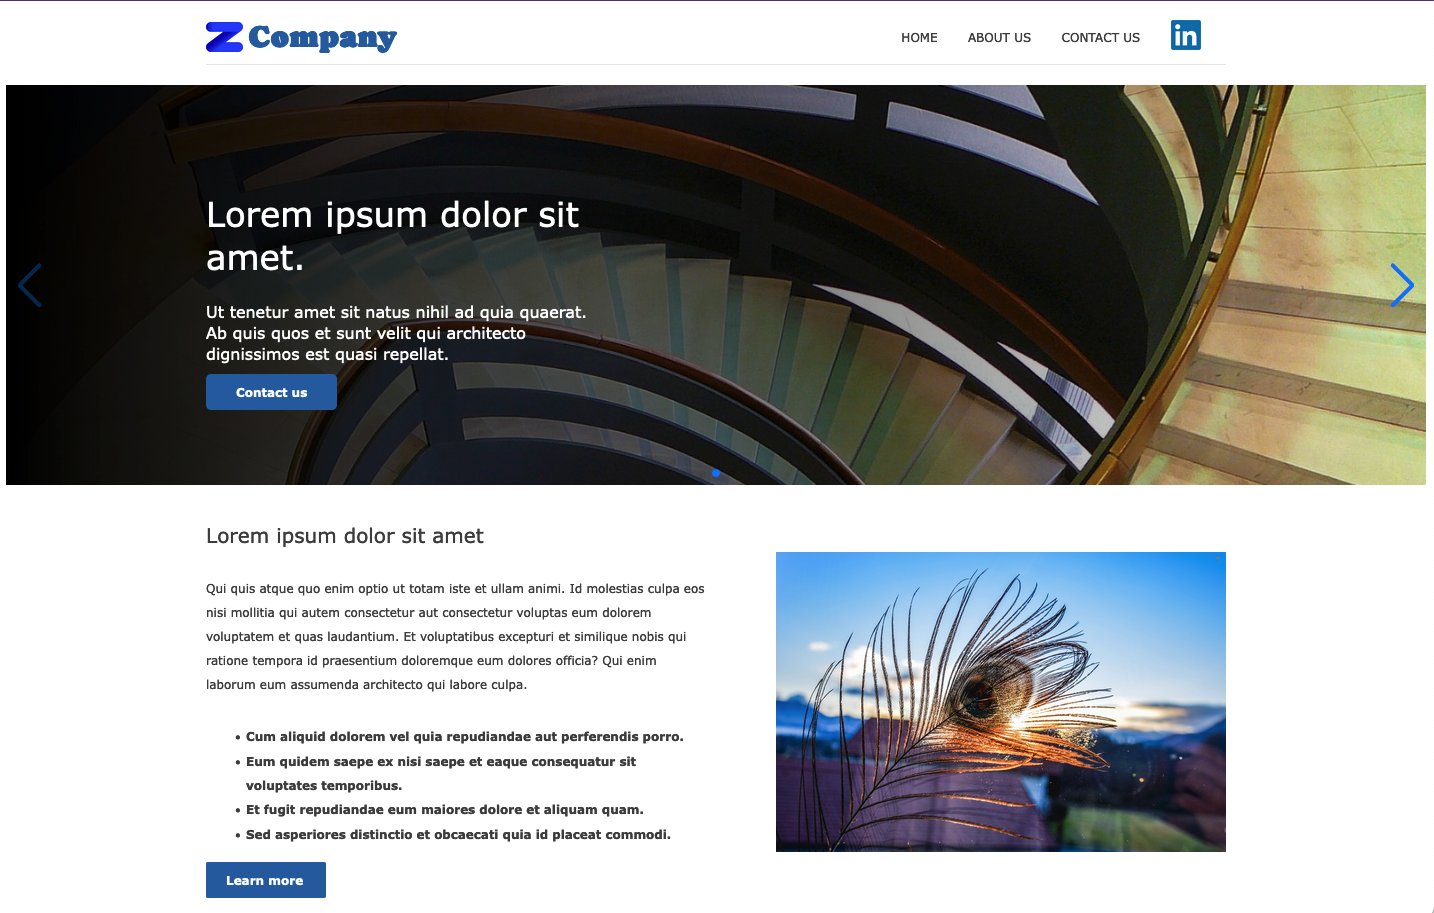 Z Company
HOME ABOUT US CONTACT US in
Lorem ipsum dolor sit
amet.
Ut tenetur amet sit natus nihil ad quia quaerat.
Ab quis quos et sunt velit qui architecto
dignissimos est quasi repellat.
Contact us
Lorem ipsum dolor sit amet
Qui quis atque quo enim optio ut totam iste et ullam animi. Id molestias culpa eos
nisi mollitia qui autem consectetur aut consectetur voluptas eum dolorem
voluptatem et quas laudantium. Et voluptatibus excepturi et similique nobis qui
ratione tempora id praesentium doloremque eum dolores officia? Qui enim
laborum eum assumenda architecto qui labore culpa.
• Cum aliquid dolorem vel quia repudiandae aut perferendis porro.
• Eum quidem saepe ex nisi saepe et eaque consequatur sit
voluptates temporibus.
• Et fugit repudiandae eum maiores dolore et aliquam quam.
• Sed asperiores distinctio et obcaecati quia id placeat commodi.
Learn more